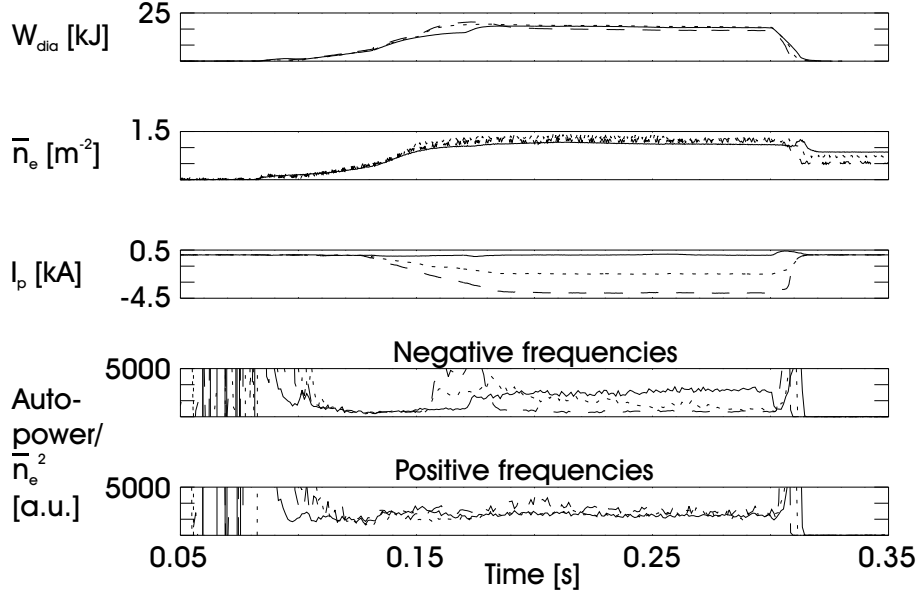 25
W_dia [kJ]
1.5
n̅_e [m^-2]
0.5
I_p [kA]
-4.5
Negative frequencies
5000
Auto-
power/
n̅_e^2
[a.u.]
Positive frequencies
5000
0.05 0.15 0.25 0.35
Time [s]